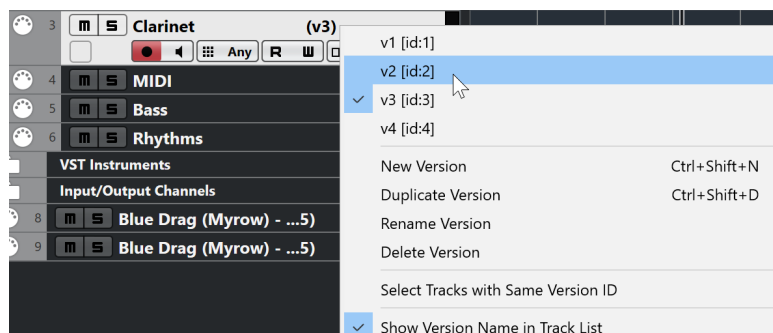 3 m S Clarinet (v3)
Any R W
4 m S MIDI
5 m S Bass
6 m S Rhythms
VST Instruments
Input/Output Channels
8 m S Blue Drag (Myrow) - ...5)
9 m S Blue Drag (Myrow) - ...5)
v1 [id:1]
v2 [id:2]
v3 [id:3]
v4 [id:4]
New Version Ctrl+Shift+N
Duplicate Version Ctrl+Shift+D
Rename Version
Delete Version
Select Tracks with Same Version ID
Show Version Name in Track List